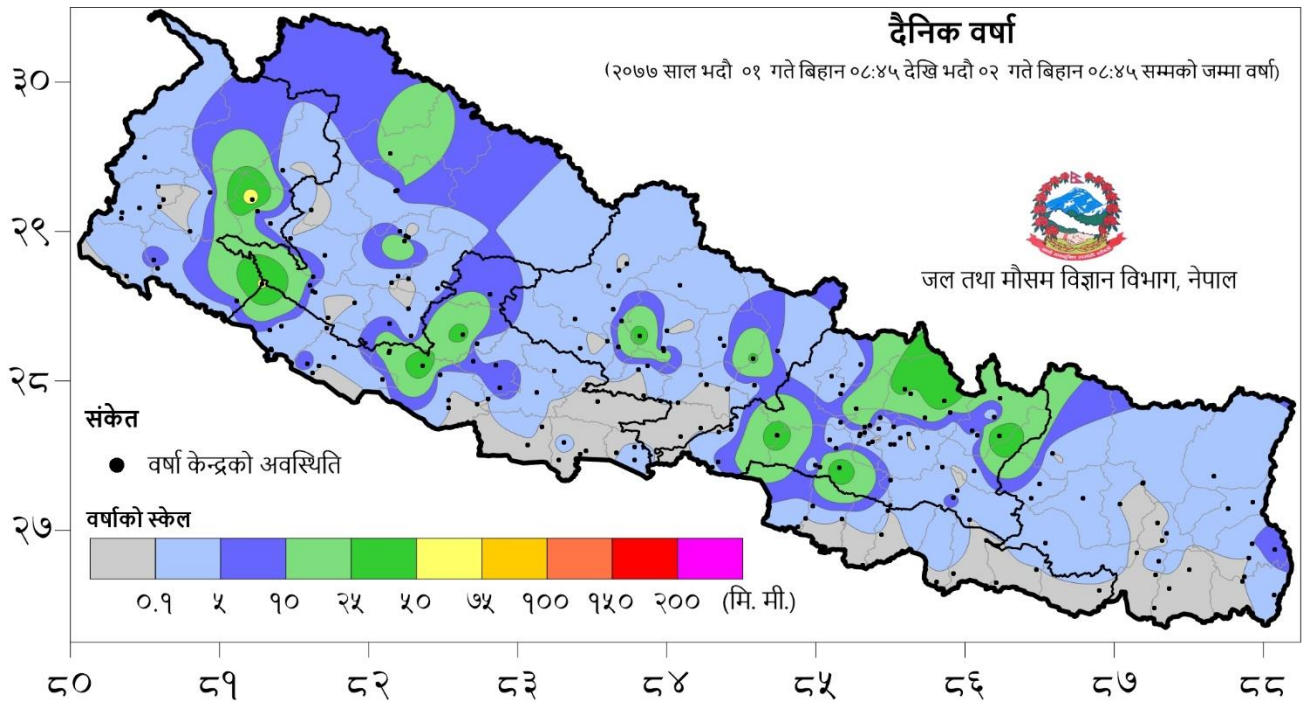 दैनिक वर्षा
(२०७७ साल भदौ ०१ गते बिहान ०८:४५ देखि भदौ ०२ गते बिहान ०८:४५ सम्मको जम्मा वर्षा)
जल तथा मौसम विज्ञान विभाग, नेपाल
३०
२९
२८
२७
संकेत
वर्षा केन्द्रको अवस्थिति
वर्षाको स्केल
०.१ ५ १० २५ ५० ७५ १०० १५० २०० (मि. मी.)
८० ८१ ८२ ८३ ८४ ८५ ८६ ८७ ८८